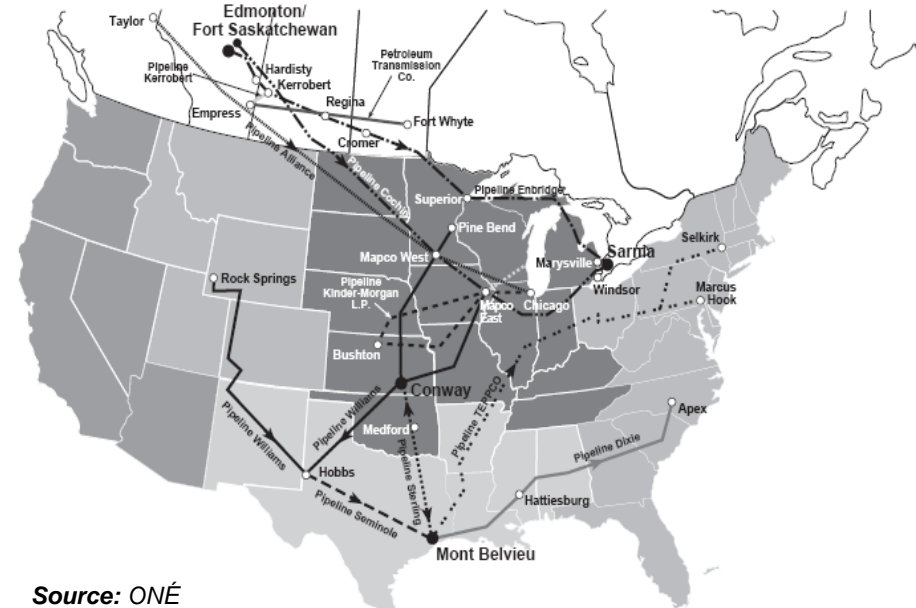 Taylor
Edmonton/
Fort Saskatchewan
Pipeline
Kerrobert
Hardisty
Kerrobert
Petroleum
Transmission
Co.
Empress
Regina
Fort Whyte
Cromer
Pipeline Alliance
Pipeline Cochin
Superior
Pipeline Enbridge
Pine Bend
Mapco West
Marysville
Sarnia
Windsor
Selkirk
Marcus
Hook
Rock Springs
Pipeline
Kinder-Morgan
L.P.
Mapco
East
Chicago
Bushton
Conway
Pipeline Williams
Pipeline Williams
Medford
Pipeline TEPPCO
Apex
Pipeline Dixie
Hobbs
Pipeline Sterling
Pipeline Seminole
Hattiesburg
Mont Belvieu
Source: ONÉ